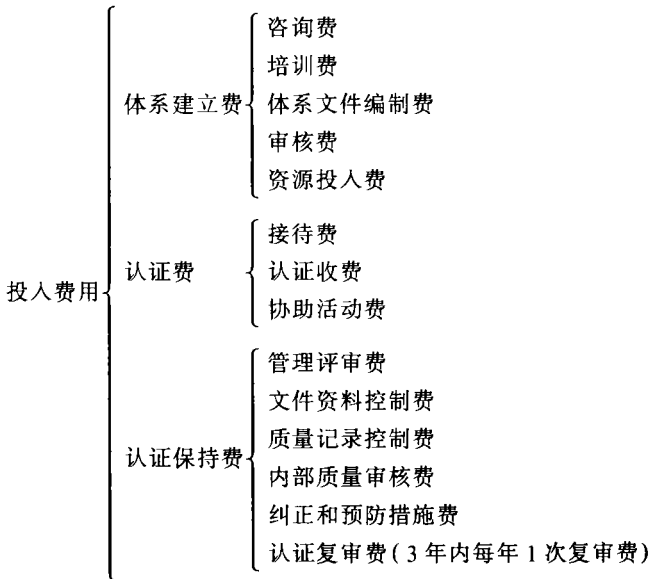 投入费用
体系建立费
咨询费
培训费
体系文件编制费
审核费
资源投入费
认证费
接待费
认证收费
协助活动费
认证保持费
管理评审费
文件资料控制费
质量记录控制费
内部质量审核费
纠正和预防措施费
认证复审费(3年内每年1次复审费)